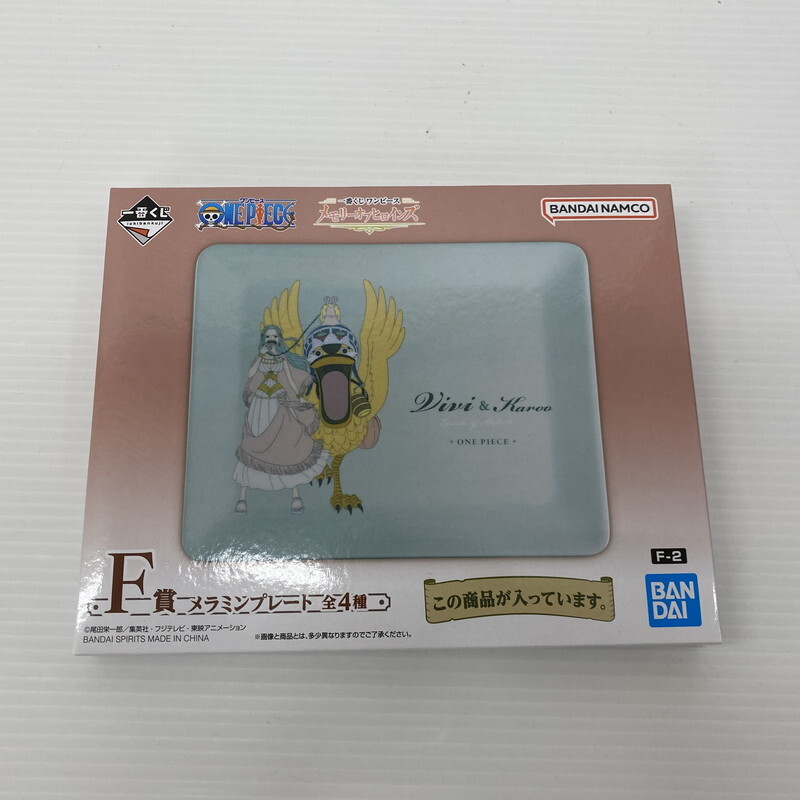 一番くじ
ichibankuji
ワンピース
ONE PIECE
一番くじ ワンピース
メモリーオブヒロインズ
BANDAI NAMCO
Vivi & Karoo
• ONE PIECE •
F-2
F賞 メラミンプレート 全4種
この商品が入っています。
BAN
DAI
©尾田栄一郎／集英社・フジテレビ・東映アニメーション
BANDAI SPIRITS MADE IN CHINA
※画像と商品とは、多少異なりますのでご了承ください。